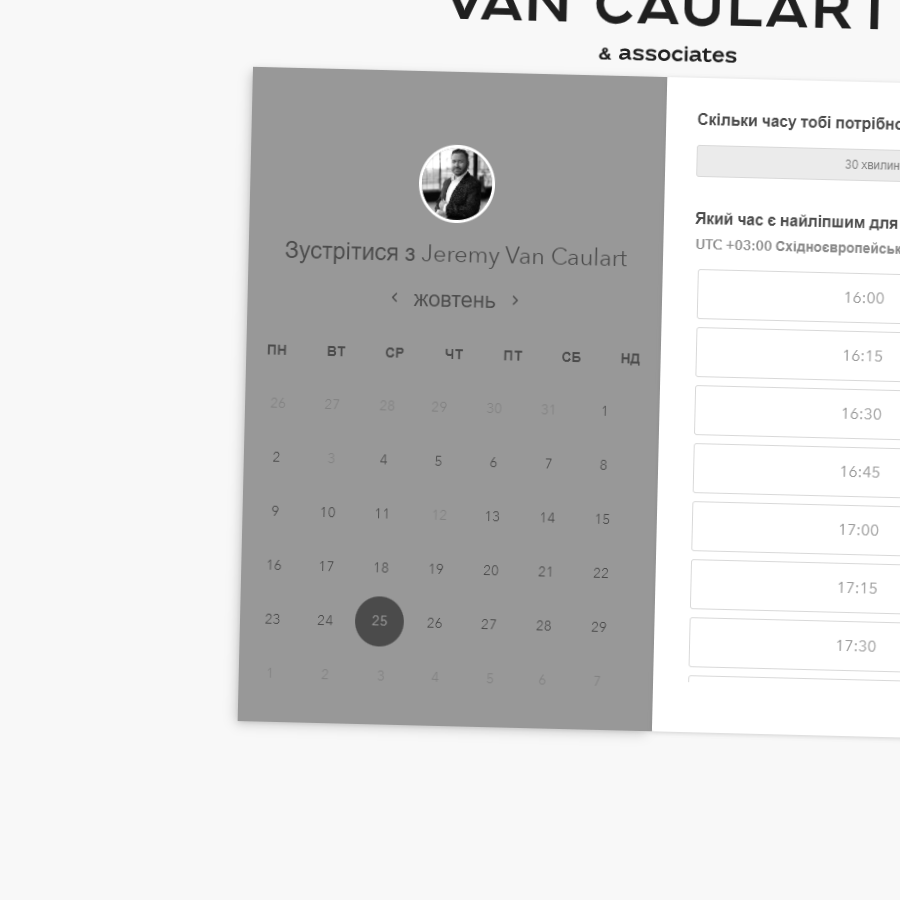 VAN CAULART
& associates
Зустрітися з Jeremy Van Caulart
жовтень
ПН ВТ СР ЧТ ПТ СБ НД
26 27 28 29 30 31 1
2 3 4 5 6 7 8
9 10 11 12 13 14 15
16 17 18 19 20 21 22
23 24 25 26 27 28 29
1 2 3 4 5 6 7
Скільки часу тобі потрібно
30 хвилин
Який час є найліпшим для
UTC +03:00 Східноєвропейськ
16:00
16:15
16:30
16:45
17:00
17:15
17:30